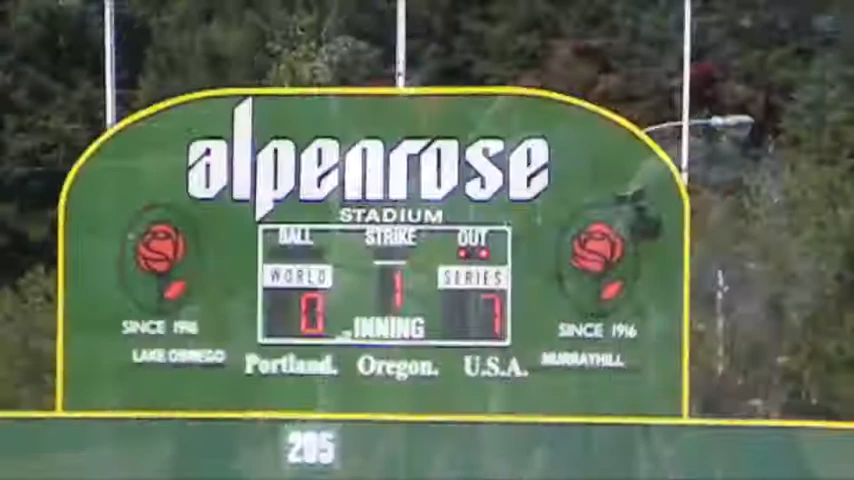 alpenrose
STADIUM
BALL STRIKE OUT
WORLD SERIES
0 1 7
INNING
SINCE 1916 SINCE 1916
LAKE OSWEGO MURRAYHILL
Portland. Oregon. U.S.A.
205